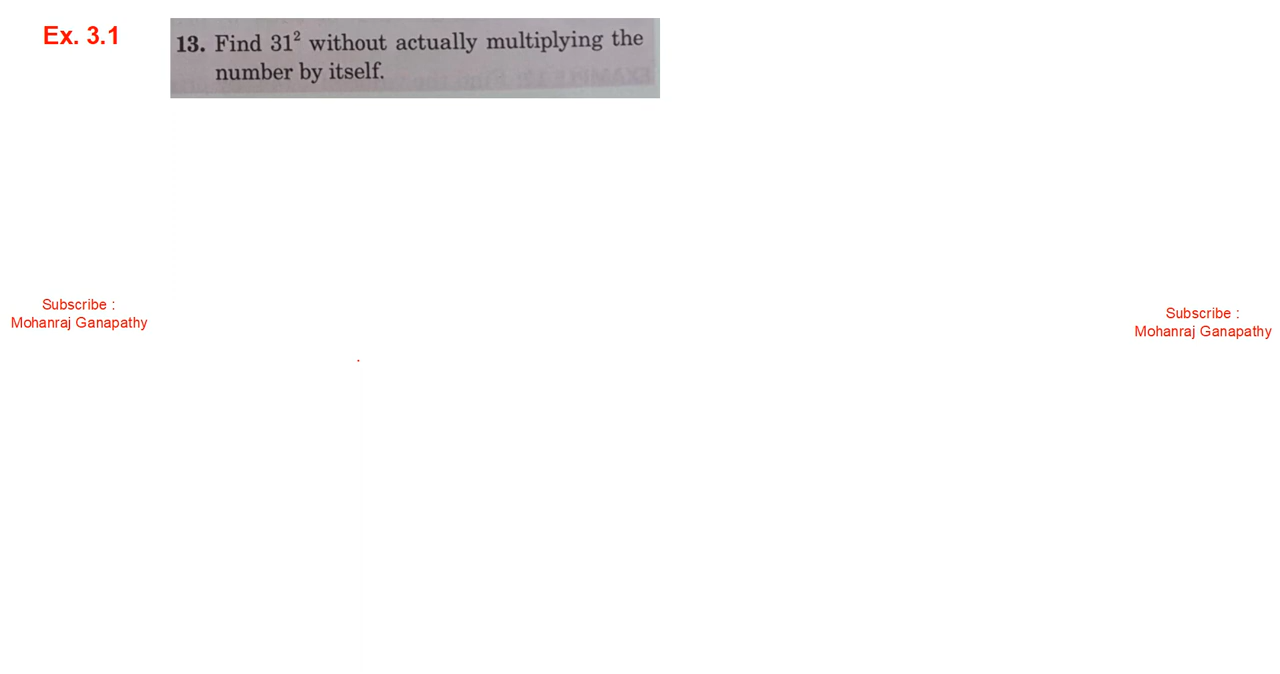 Ex. 3.1
13. Find 31² without actually multiplying the
number by itself.
Subscribe :
Mohanraj Ganapathy
Subscribe :
Mohanraj Ganapathy